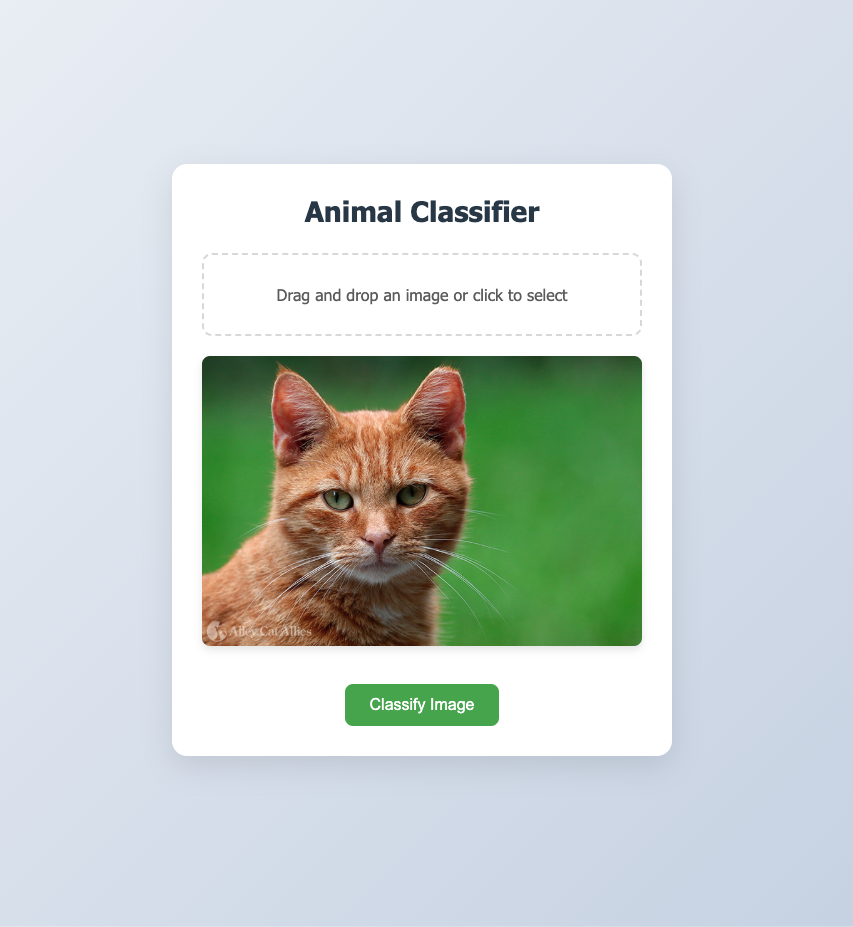 Animal Classifier
Drag and drop an image or click to select
Alley Cat Allies
Classify Image